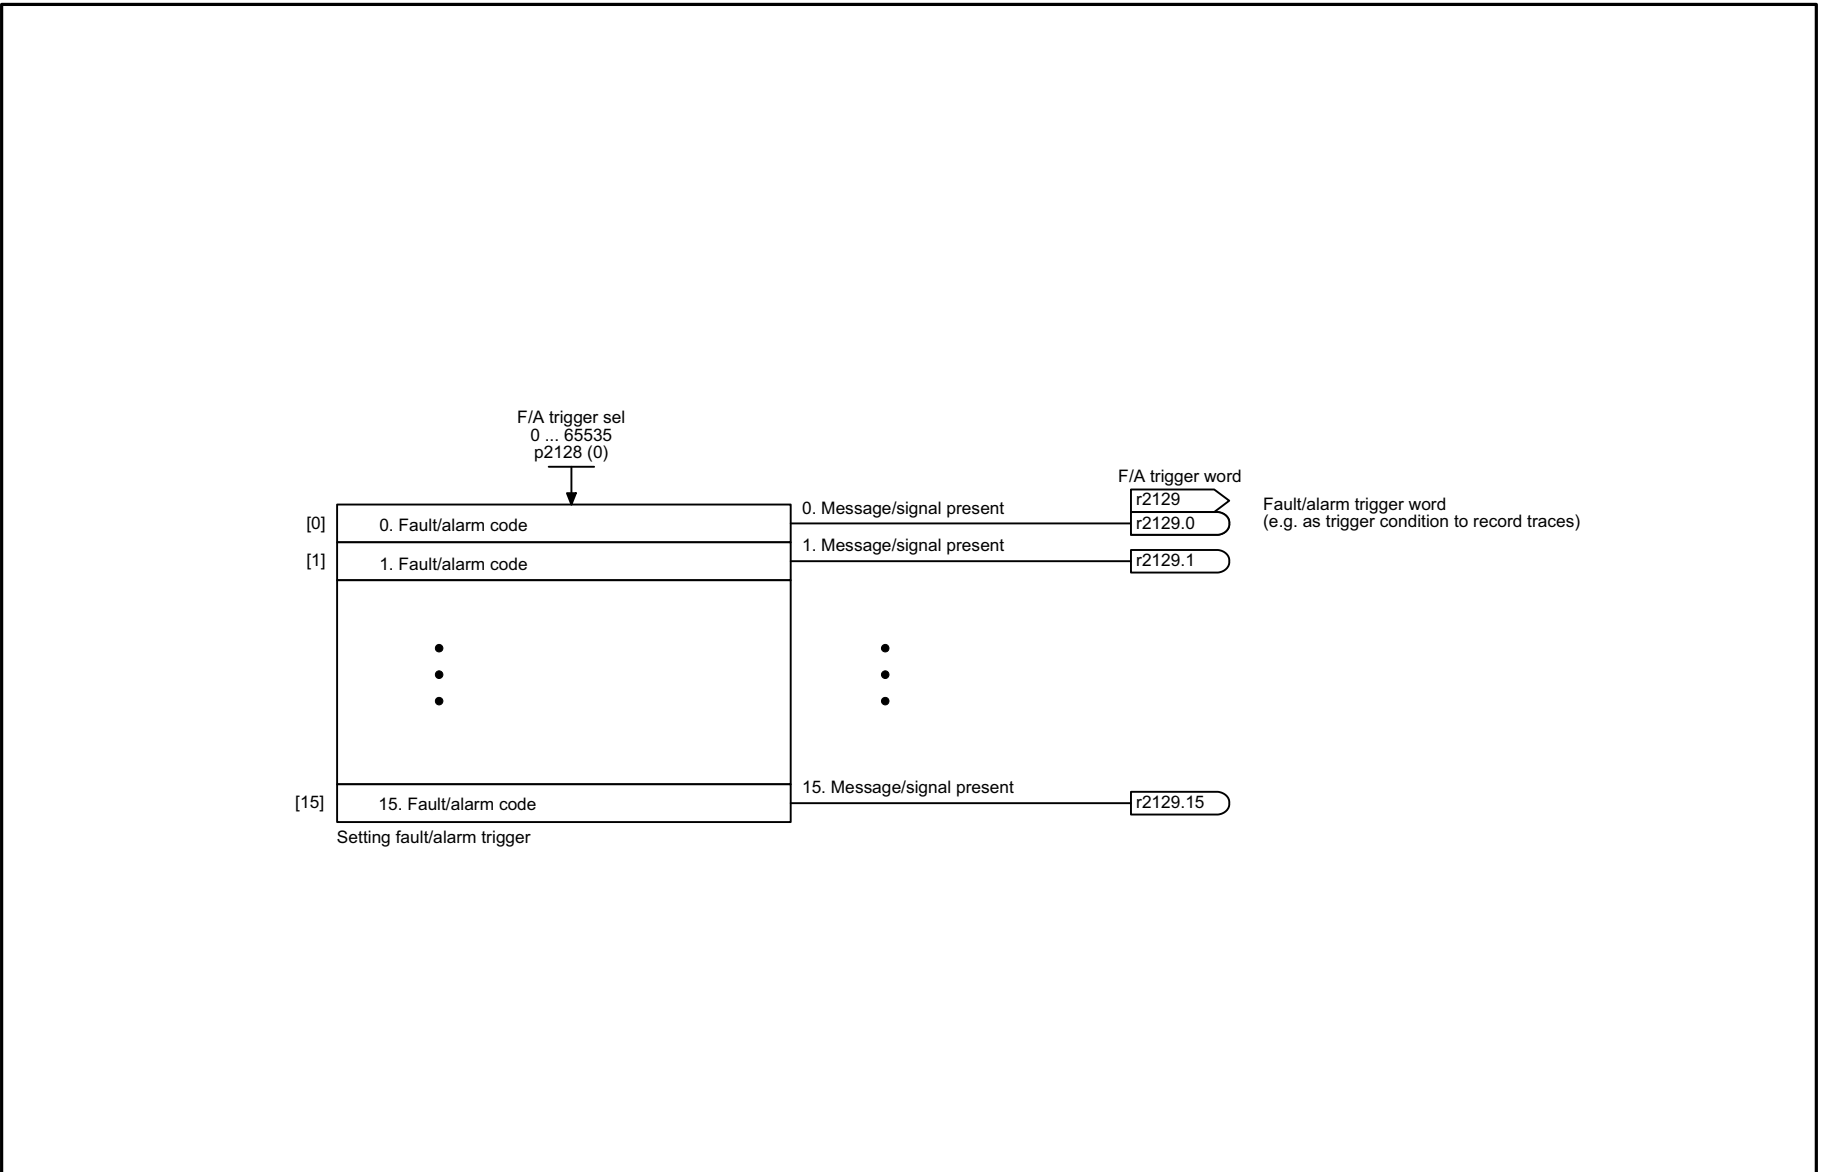 F/A trigger sel
0 ... 65535
p2128 (0)
F/A trigger word
r2129
Fault/alarm trigger word
(e.g. as trigger condition to record traces)
[0]
0. Fault/alarm code
0. Message/signal present
r2129.0
[1]
1. Fault/alarm code
1. Message/signal present
r2129.1
[15]
15. Fault/alarm code
15. Message/signal present
r2129.15
Setting fault/alarm trigger